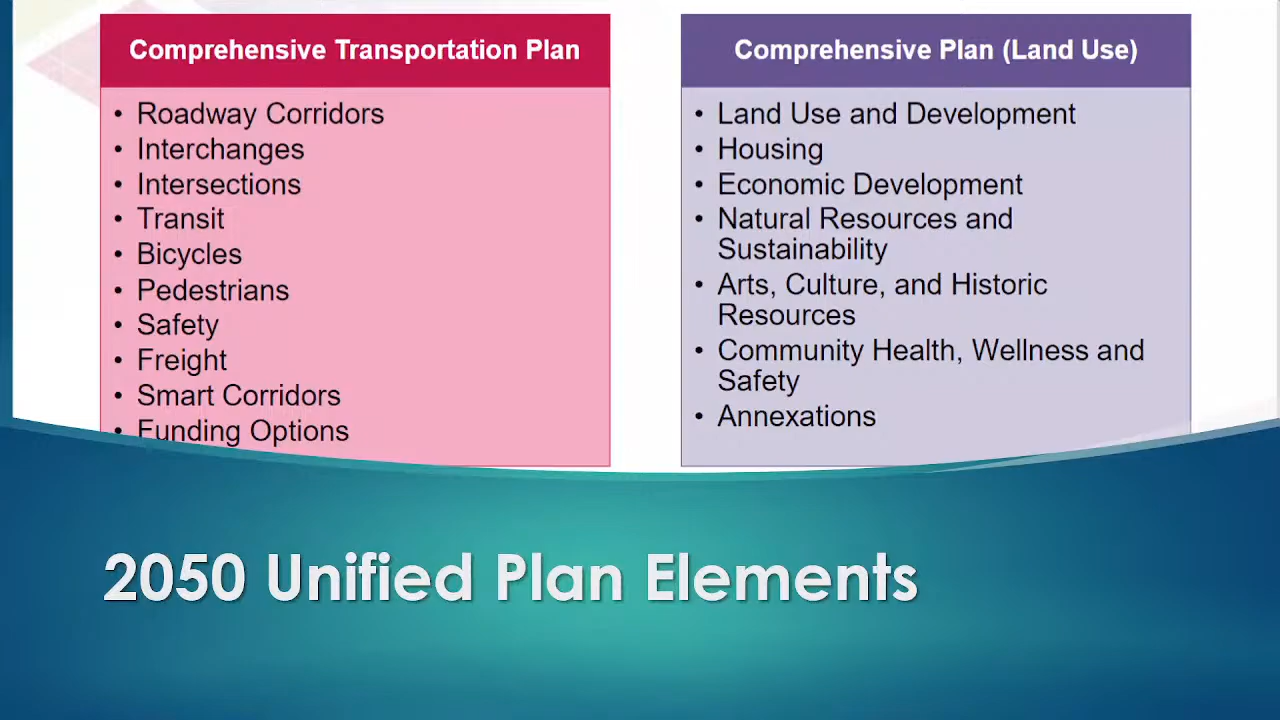 Comprehensive Transportation Plan
• Roadway Corridors
• Interchanges
• Intersections
• Transit
• Bicycles
• Pedestrians
• Safety
• Freight
• Smart Corridors
• Funding Options
Comprehensive Plan (Land Use)
• Land Use and Development
• Housing
• Economic Development
• Natural Resources and
Sustainability
• Arts, Culture, and Historic
Resources
• Community Health, Wellness and
Safety
• Annexations
2050 Unified Plan Elements